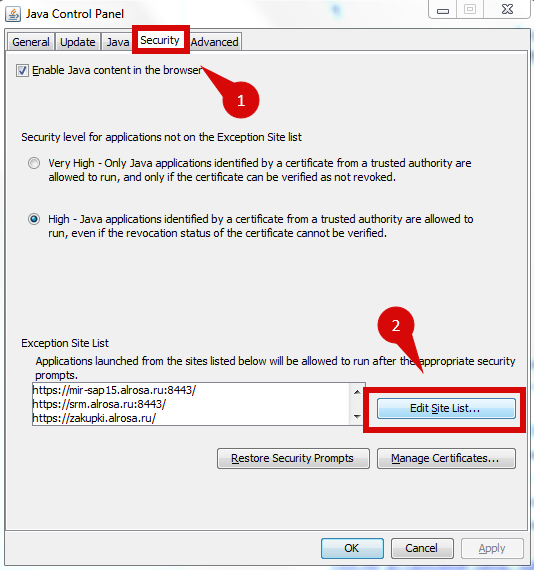 Java Control Panel
General Update Java Security Advanced
Enable Java content in the browser
1
Security level for applications not on the Exception Site list
Very High - Only Java applications identified by a certificate from a trusted authority are
allowed to run, and only if the certificate can be verified as not revoked.
High - Java applications identified by a certificate from a trusted authority are allowed to
run, even if the revocation status of the certificate cannot be verified.
2
Exception Site List
Applications launched from the sites listed below will be allowed to run after the appropriate security
prompts.
https://mir-sap15.alrosa.ru:8443/
https://srm.alrosa.ru:8443/
https://zakupki.alrosa.ru/
Edit Site List...
Restore Security Prompts Manage Certificates...
OK Cancel Apply